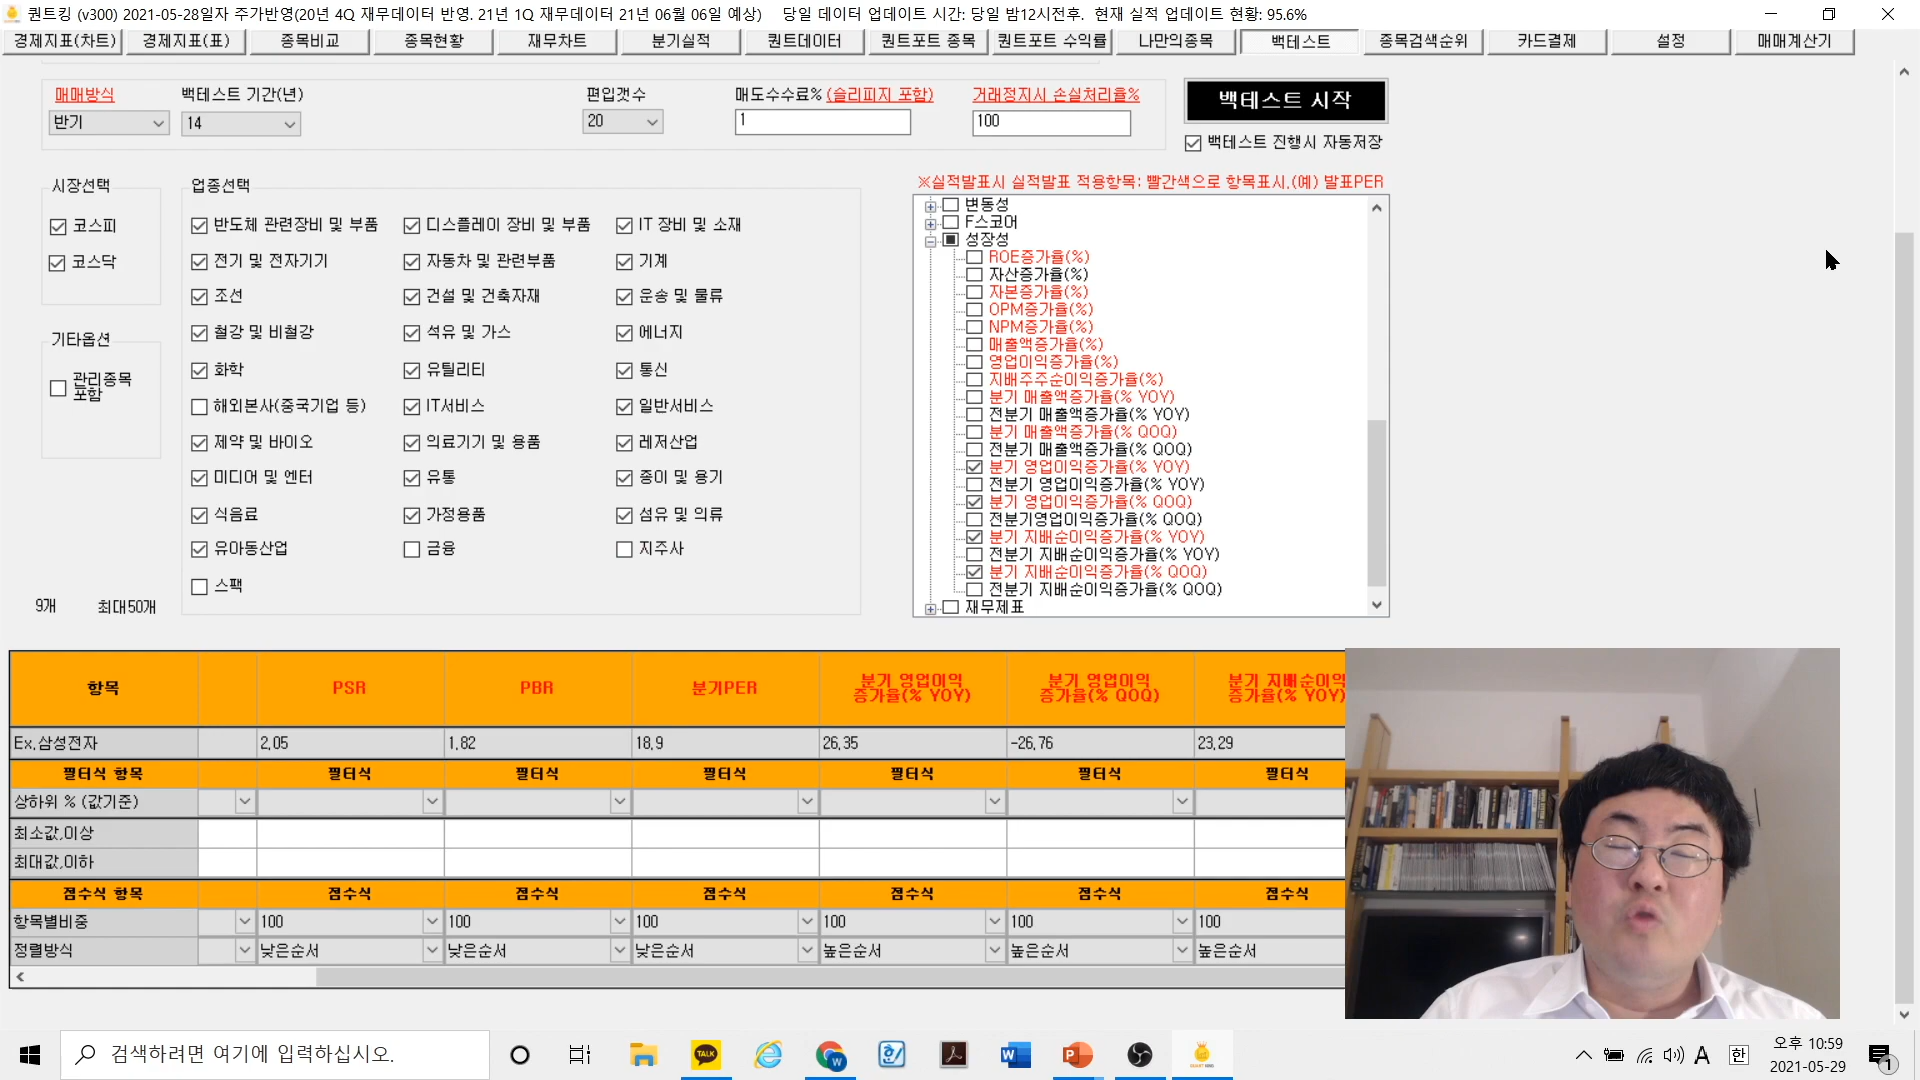 퀀트킹 (v300) 2021-05-28일자 주가반영(20년 4Q 재무데이터 반영. 21년 1Q 재무데이터 21년 06월 06일 예상) 당일 데이터 업데이트 시간: 당일 밤12시전후. 현재 실적 업데이트 현황: 95.6%
경제지표(차트) 경제지표(표) 종목비교 종목현황 재무차트 분기실적 퀀트데이터 퀀트포트 종목 퀀트포트 수익률 나만의종목 백테스트 종목검색순위 카드결제 설정 매매계산기
매매방식 백테스트 기간(년) 편입갯수 매도수수료% (슬리피지 포함) 거래정지시 손실처리율% 백테스트 시작
반기 14 20 1 100
백테스트 진행시 자동저장
시장선택 업종선택
코스피
코스닥
기타옵션
관리종목
포함
9개 최대50개
반도체 관련장비 및 부품 디스플레이 장비 및 부품 IT 장비 및 소재
전기 및 전자기기 자동차 및 관련부품 기계
조선 건설 및 건축자재 운송 및 물류
철강 및 비철강 석유 및 가스 에너지
화학 유틸리티 통신
해외본사(중국기업 등) IT서비스 일반서비스
제약 및 바이오 의료기기 및 용품 레저산업
미디어 및 엔터 유통 종이 및 용기
식음료 가정용품 섬유 및 의류
유아동산업 금융 지주사
스팩
※실적발표시 실적발표 적용항목: 빨간색으로 항목표시.(예) 발표PER
변동성
F스코어
성장성
ROE증가율(%)
자산증가율(%)
자본증가율(%)
OPM증가율(%)
NPM증가율(%)
매출액증가율(%)
영업이익증가율(%)
지배주주순이익증가율(%)
분기 매출액증가율(% YOY)
전분기 매출액증가율(% YOY)
분기 매출액증가율(% QOQ)
전분기 매출액증가율(% QOQ)
분기 영업이익증가율(% YOY)
전분기 영업이익증가율(% YOY)
분기 영업이익증가율(% QOQ)
전분기영업이익증가율(% QOQ)
분기 지배순이익증가율(% YOY)
전분기 지배순이익증가율(% YOY)
분기 지배순이익증가율(% QOQ)
전분기 지배순이익증가율(% QOQ)
재무제표
항목 PSR PBR 분기PER 분기 영업이익 증가율(% YOY) 분기 영업이익 증가율(% QOQ) 분기 지배순이익 증가율(% YOY)
Ex.삼성전자 2.05 1.82 18.9 26.35 -26.76 23.29
필터식 항목 필터식 필터식 필터식 필터식 필터식 필터식
상하위 % (값기준)
최소값.이상
최대값.이하
점수식 항목 점수식 점수식 점수식 점수식 점수식 점수식
항목별비중 100 100 100 100 100 100
정렬방식 낮은순서 낮은순서 낮은순서 높은순서 높은순서 높은순서
검색하려면 여기에 입력하십시오.
TALK
A 한 오후 10:59
2021-05-29
1